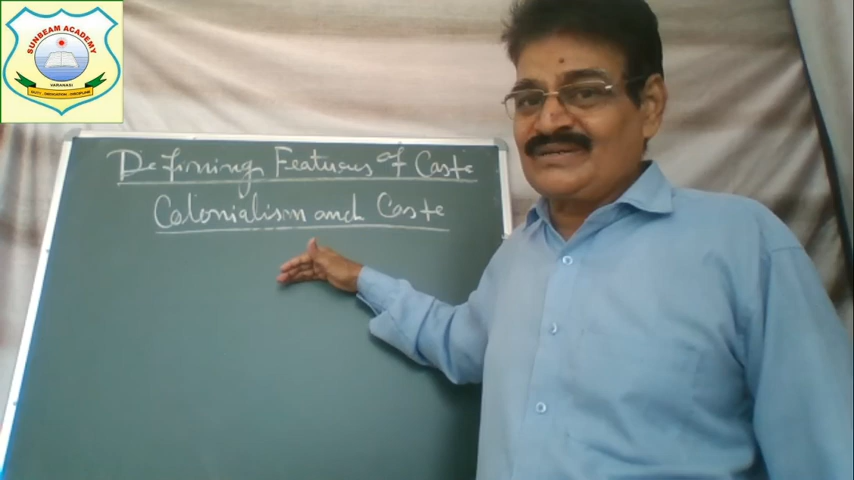 SUNBEAM ACADEMY
VARANASI
Defining Features of Caste
Colonialism and Caste